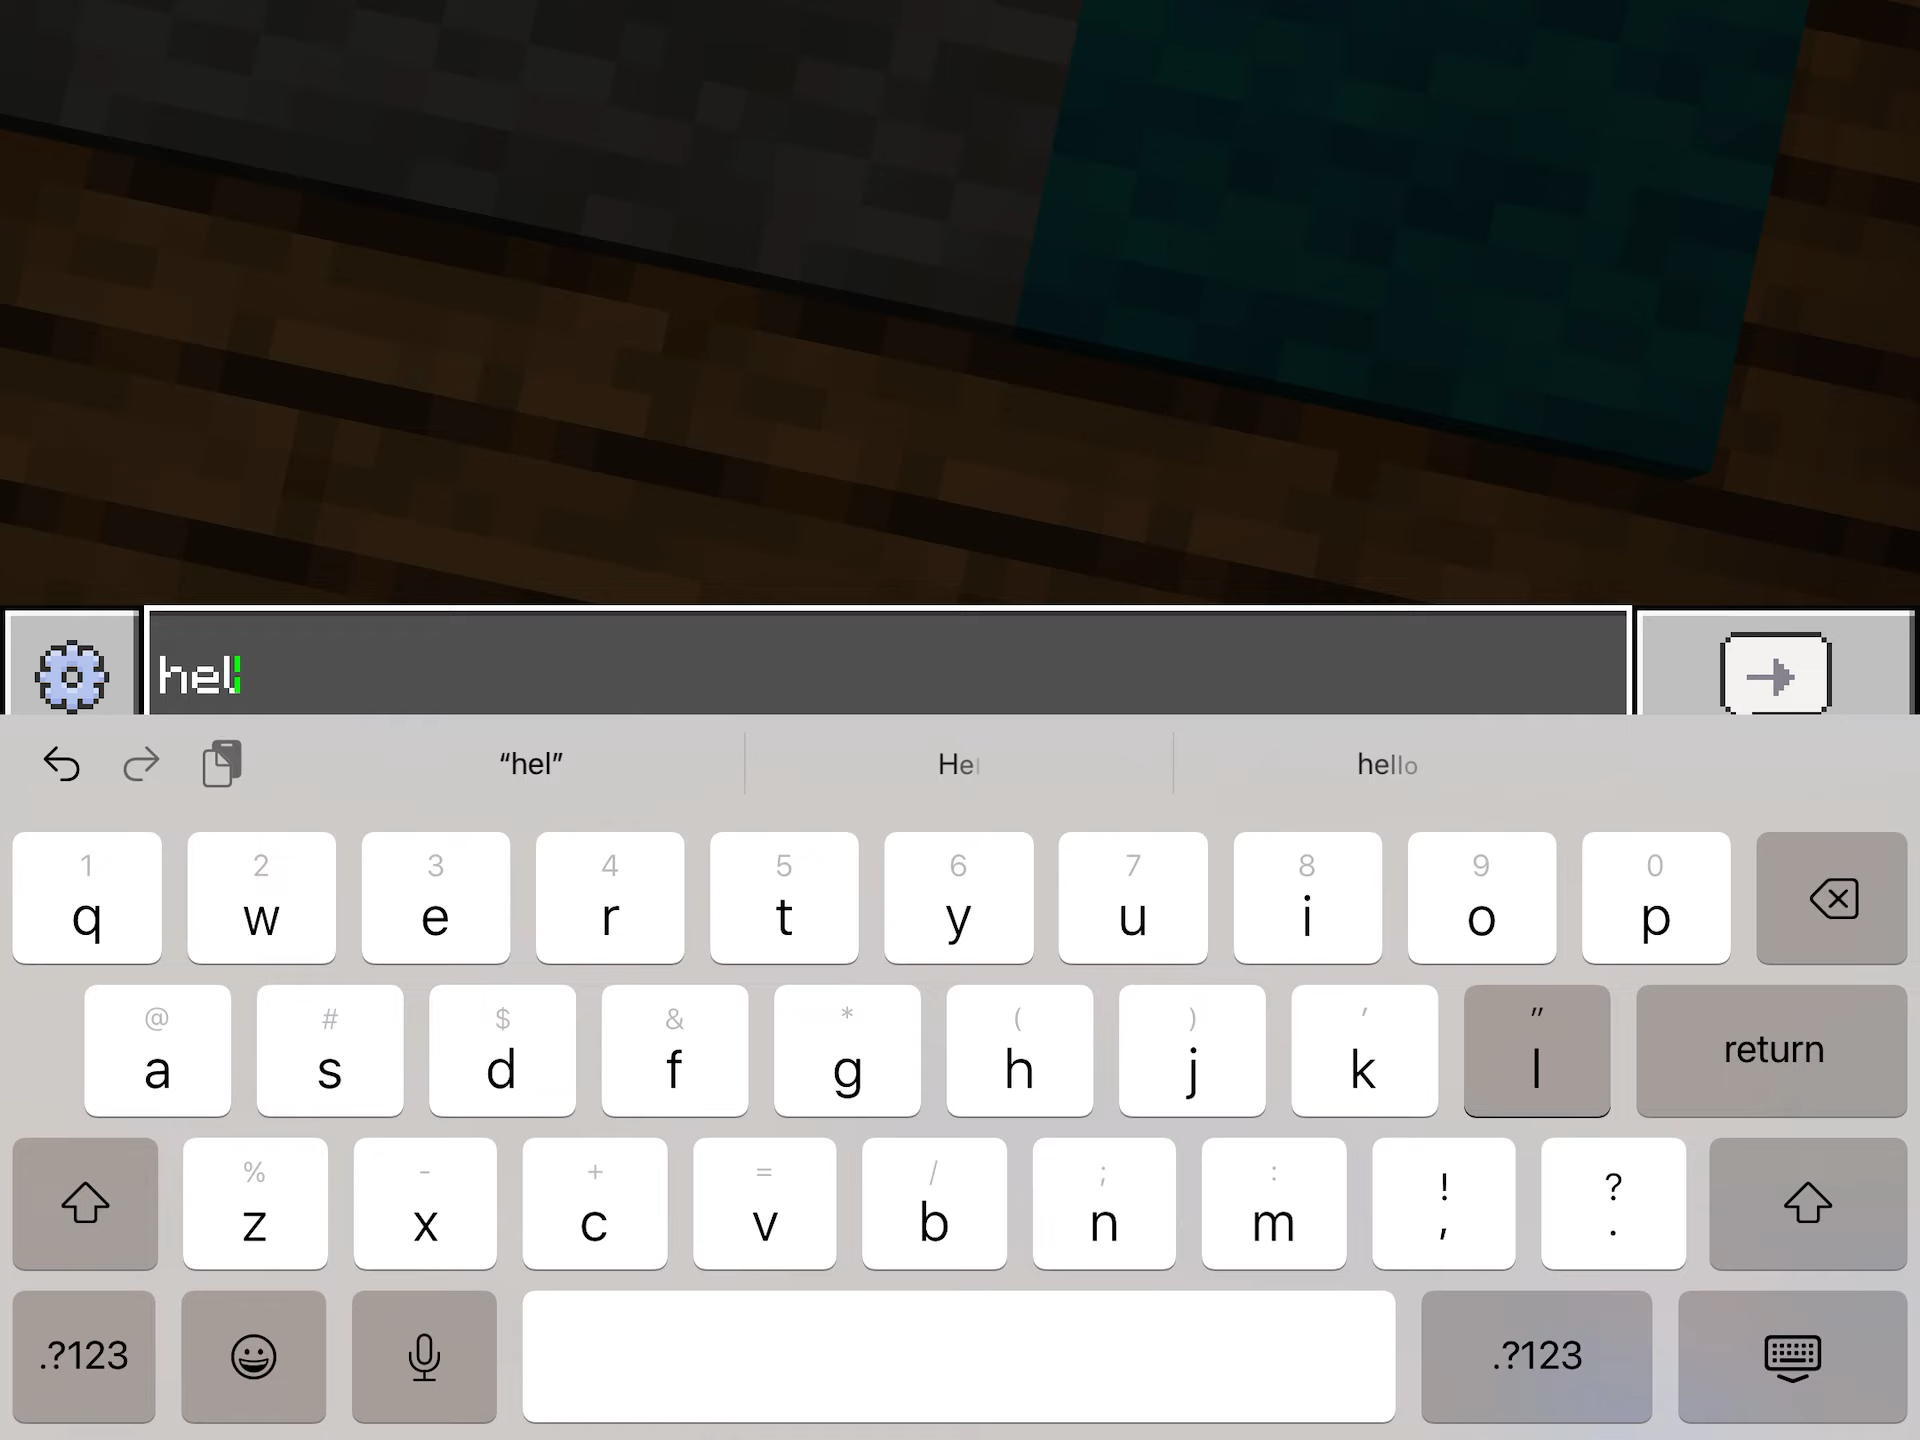 hel
“hel” Hel hello
1 2 3 4 5 6 7 8 9 0
q w e r t y u i o p
@ # $ & * ( ) ′ ″
a s d f g h j k l return
% - + = / ; : ! ?
z x c v b n m , .
.?123 .?123